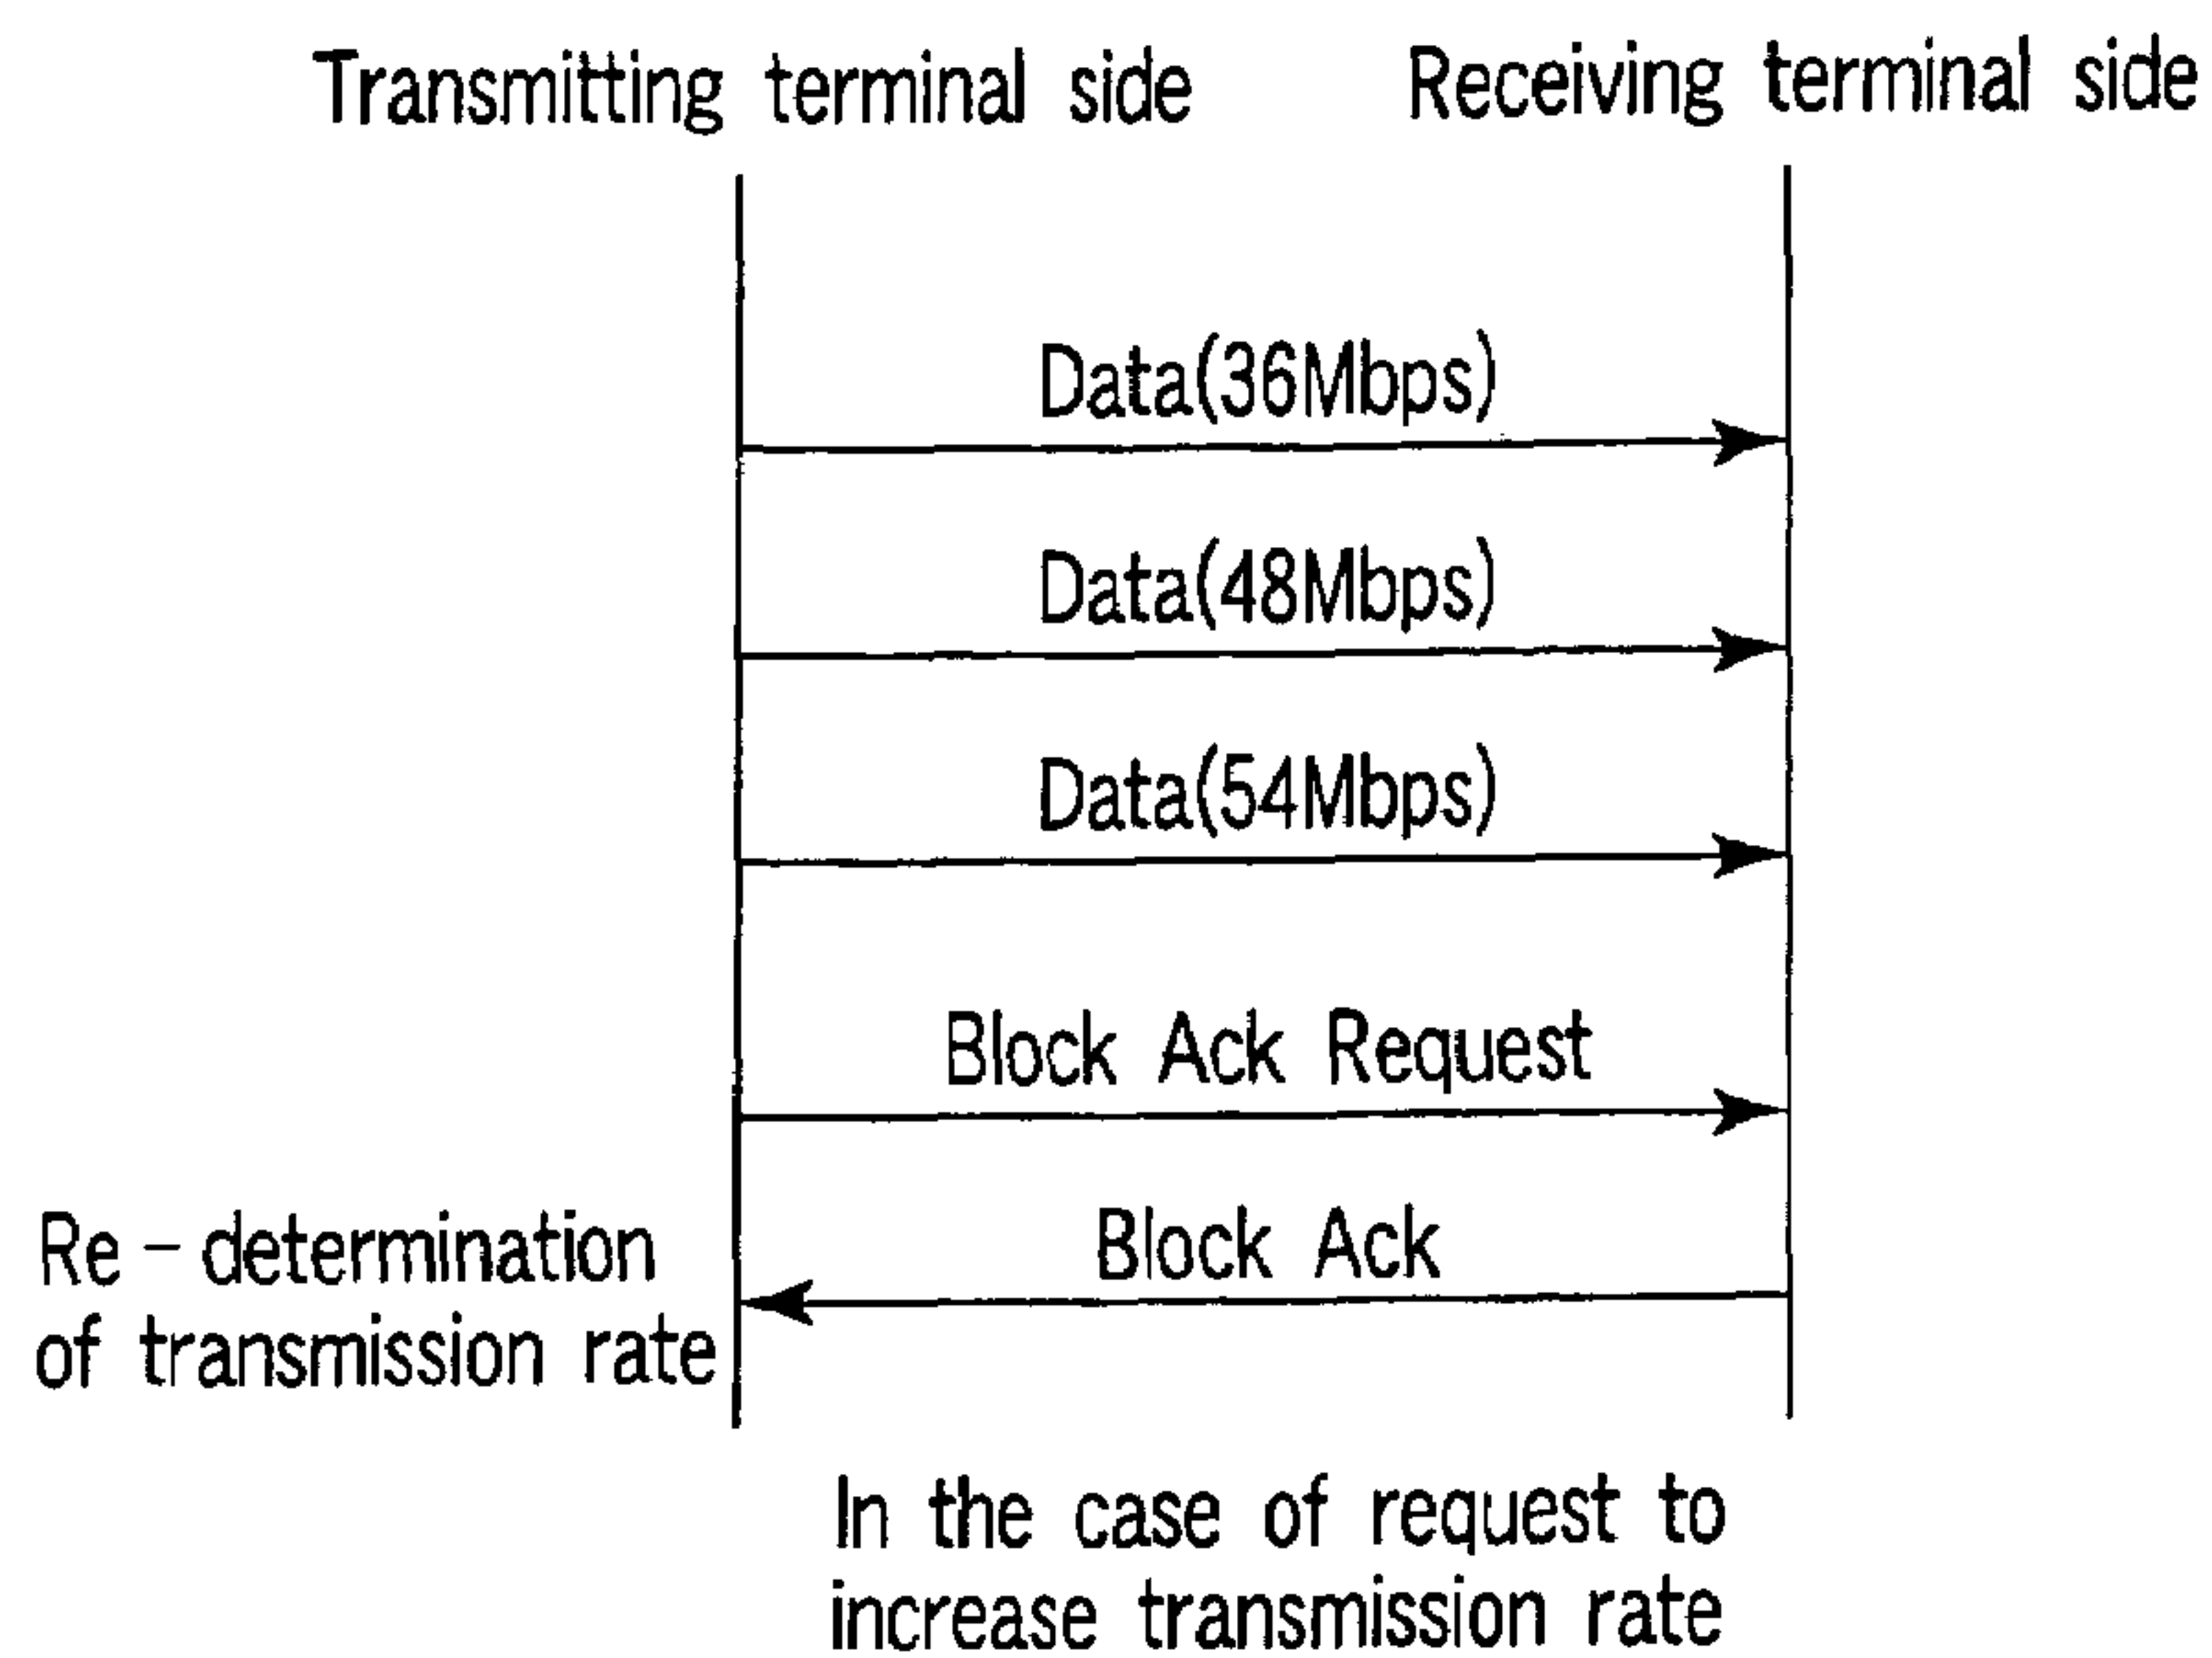 Transmitting terminal side
Receiving terminal side
Data(36Mbps)
Data(48Mbps)
Data(54Mbps)
Block Ack Request
Block Ack
Re-determination
of transmission rate
In the case of request to
increase transmission rate